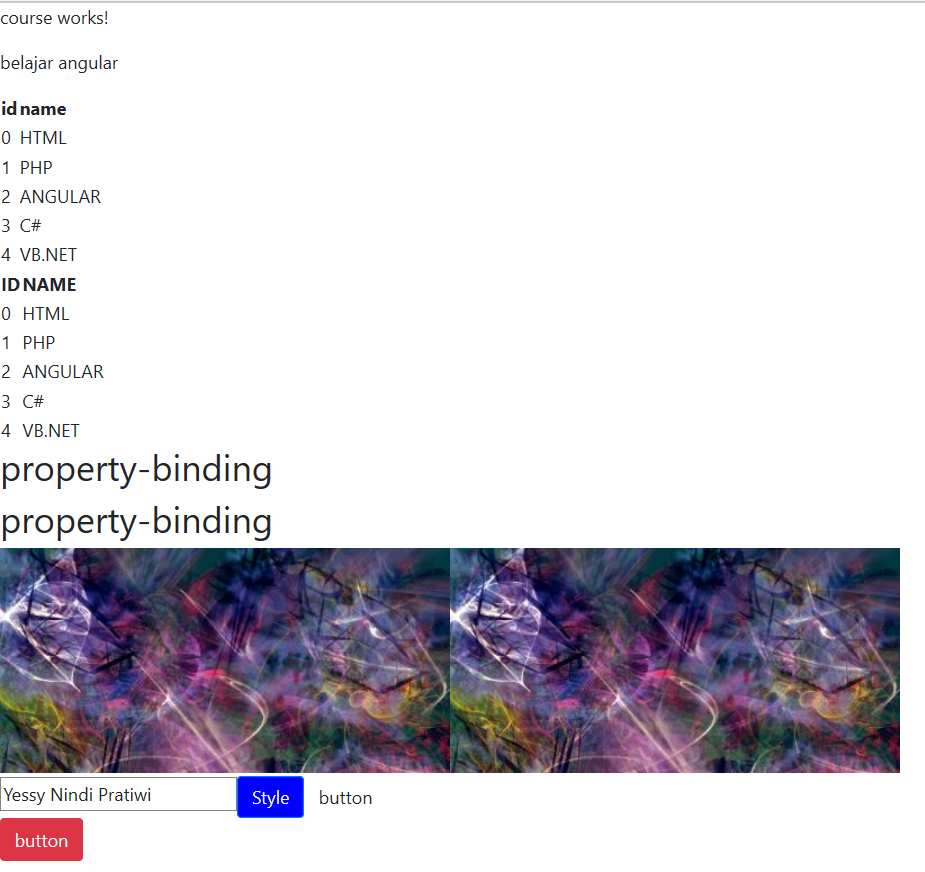 course works!
belajar angular
id name
0 HTML
1 PHP
2 ANGULAR
3 C#
4 VB.NET
ID NAME
0 HTML
1 PHP
2 ANGULAR
3 C#
4 VB.NET
property-binding
property-binding
Yessy Nindi Pratiwi Style button
button